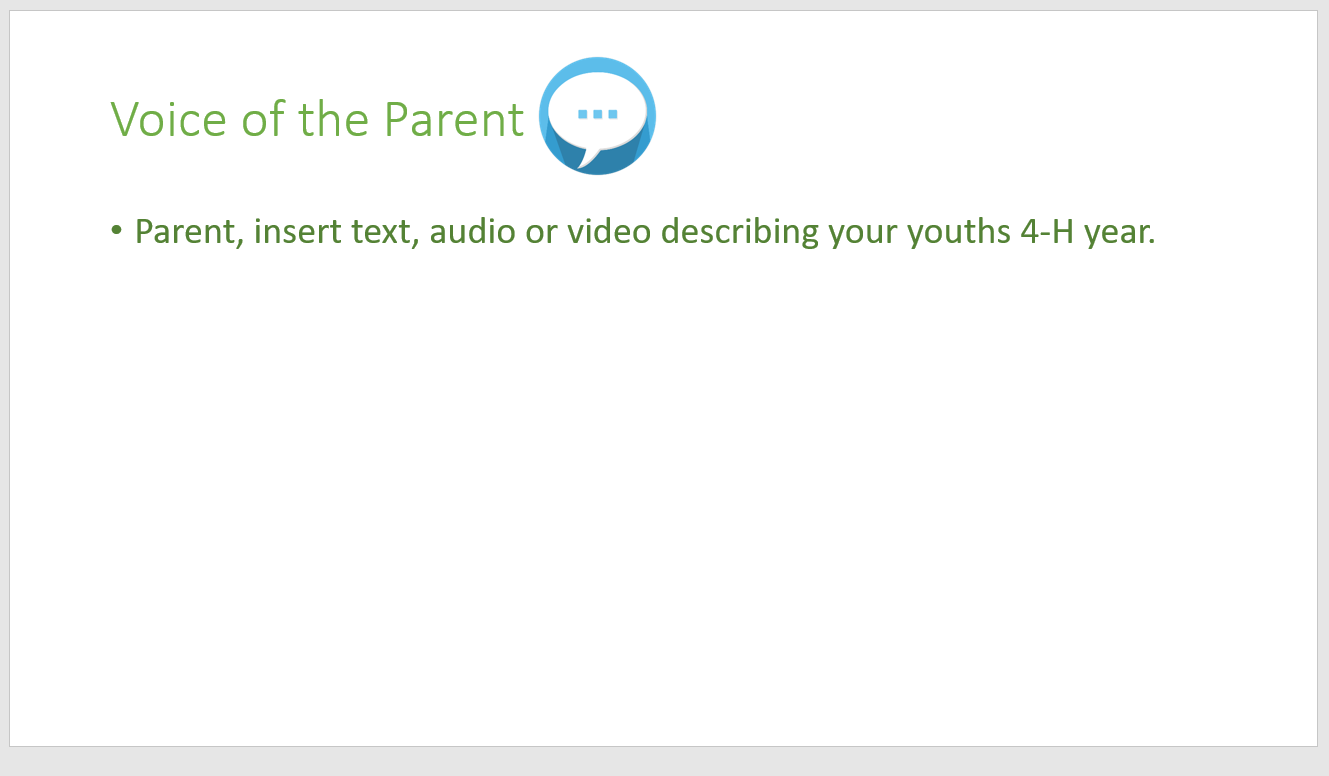 Voice of the Parent
• Parent, insert text, audio or video describing your youths 4-H year.